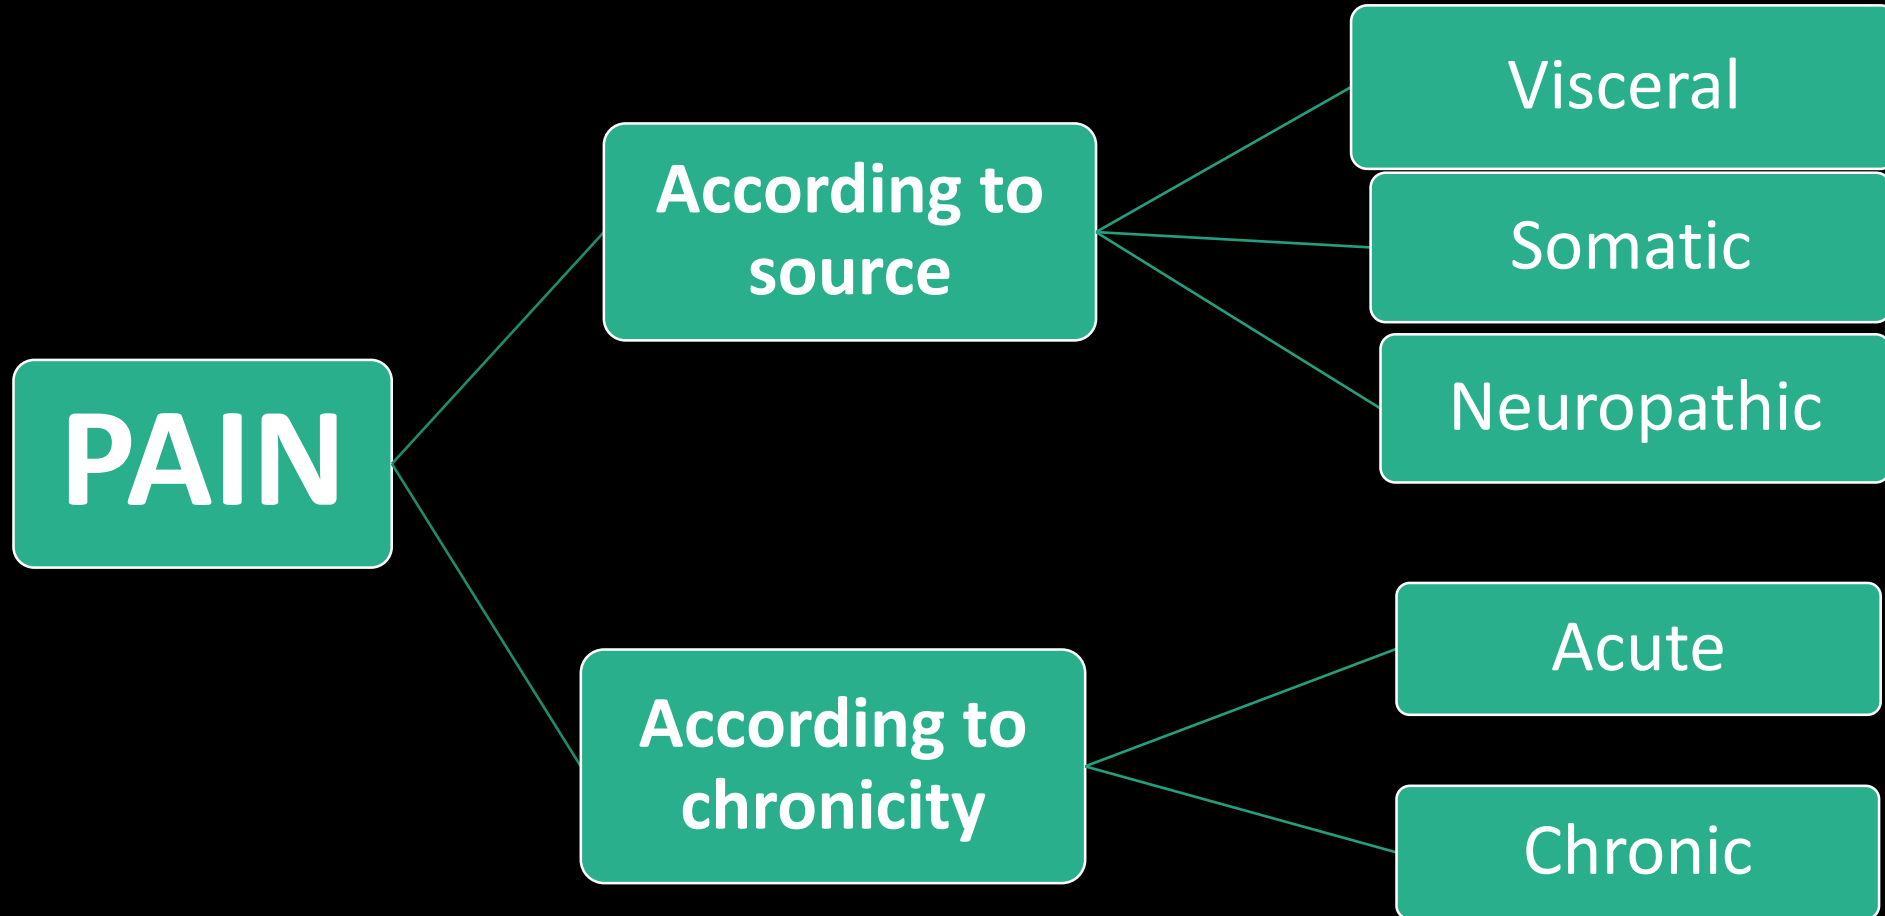 PAIN
According to
source
Visceral
Somatic
Neuropathic
According to
chronicity
Acute
Chronic